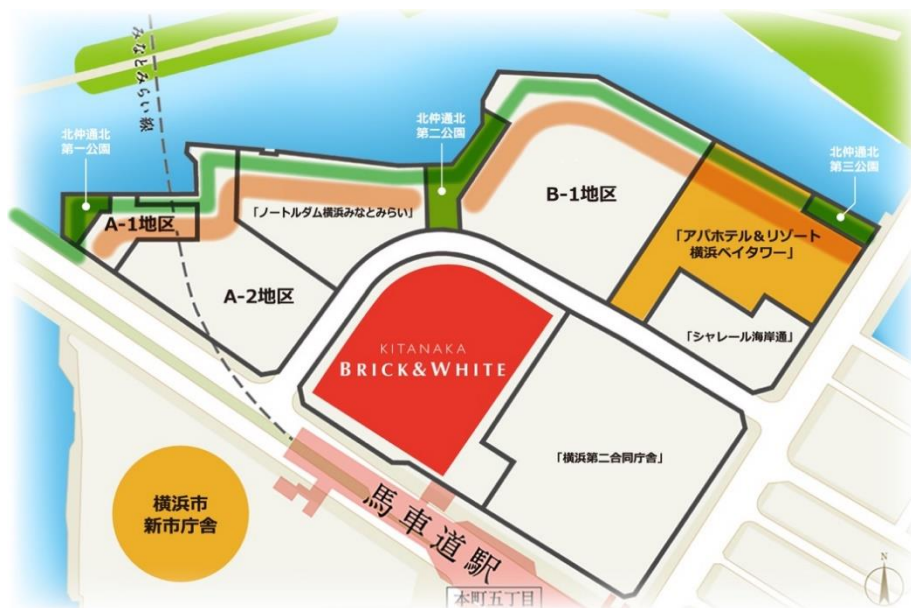 みなとみらい線
北仲通北
第一公園
北仲通北
第二公園
北仲通北
第三公園
A-1地区
「ノートルダム横浜みなとみらい」
B-1地区
「アパホテル＆リゾート
横浜ベイタワー」
A-2地区
「シャレール海岸通」
KITANAKA
BRICK&WHITE
「横浜第二合同庁舎」
横浜市
新市庁舎
馬車道駅
本町五丁目
N